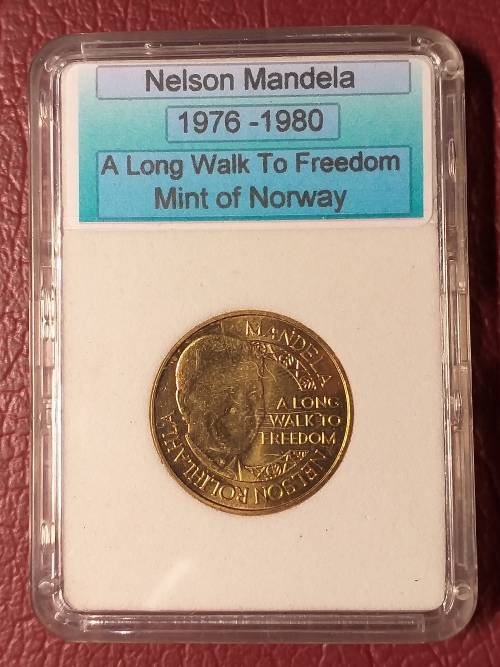 Nelson Mandela
1976 -1980
A Long Walk To Freedom
Mint of Norway
MANDELA
A LONG
WALK TO
FREEDOM
NELSON ROLIHLAHLA